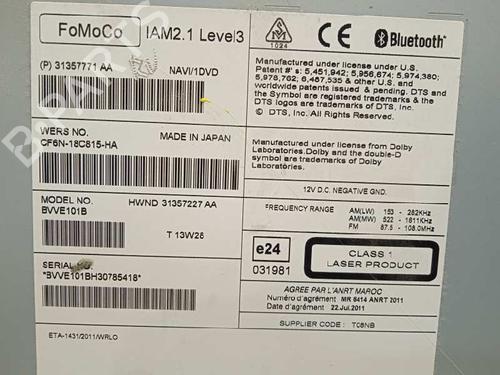 FoMoCo IAM2.1 Level3
(P) 31357771 AA NAVI/1DVD
WERS NO. MADE IN JAPAN
CF6N-18C815-HA
MODEL NO. HWND 31357227 AA
BVVE101B
T 13W28
SERIAL NO.
*BVVE101BH30785418*
ETA-1431/2011/WRLO
1024
Bluetooth
Manufactured under license under U.S.
Patent #'s : 5,451,942; 5,956,674; 5,974,380;
5,978,762; 6,487,535 & other U.S. and
worldwide patents issued & pending. DTS and
the Symbol are registered trademarks &
DTS logos are trademarks of DTS, Inc.
© DTS, Inc. All Rights Reserved.
Manufactured under license from Dolby
Laboratories. Dolby and the double-D
symbol are trademarks of Dolby Laboratories.
12V D.C. NEGATIVE GND.
FREQUENCY RANGE AM(LW) 153 - 282KHz
AM(MW) 522 - 1611KHz
FM 87.5 - 108.0MHz
e24
031981
CLASS 1
LASER PRODUCT
AGREE PAR L'ANRT MAROC
Numéro d'agrément MR 6414 ANRT 2011
Date d'agrément 22.Jul.2011
SUPPLIER CODE : T08NB
B-PARTS